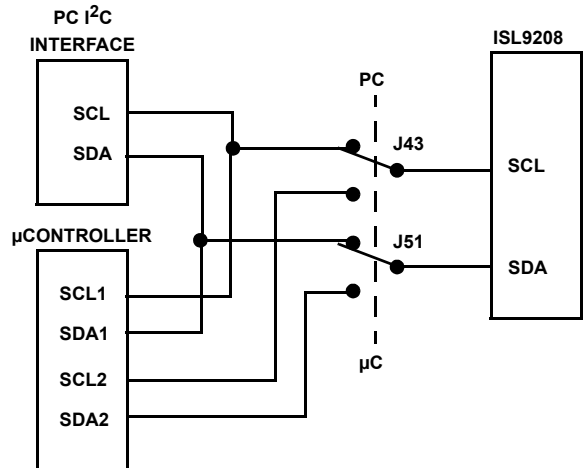 PC I²C
INTERFACE
SCL
SDA
µCONTROLLER
SCL1
SDA1
SCL2
SDA2
PC
J43
J51
µC
ISL9208
SCL
SDA